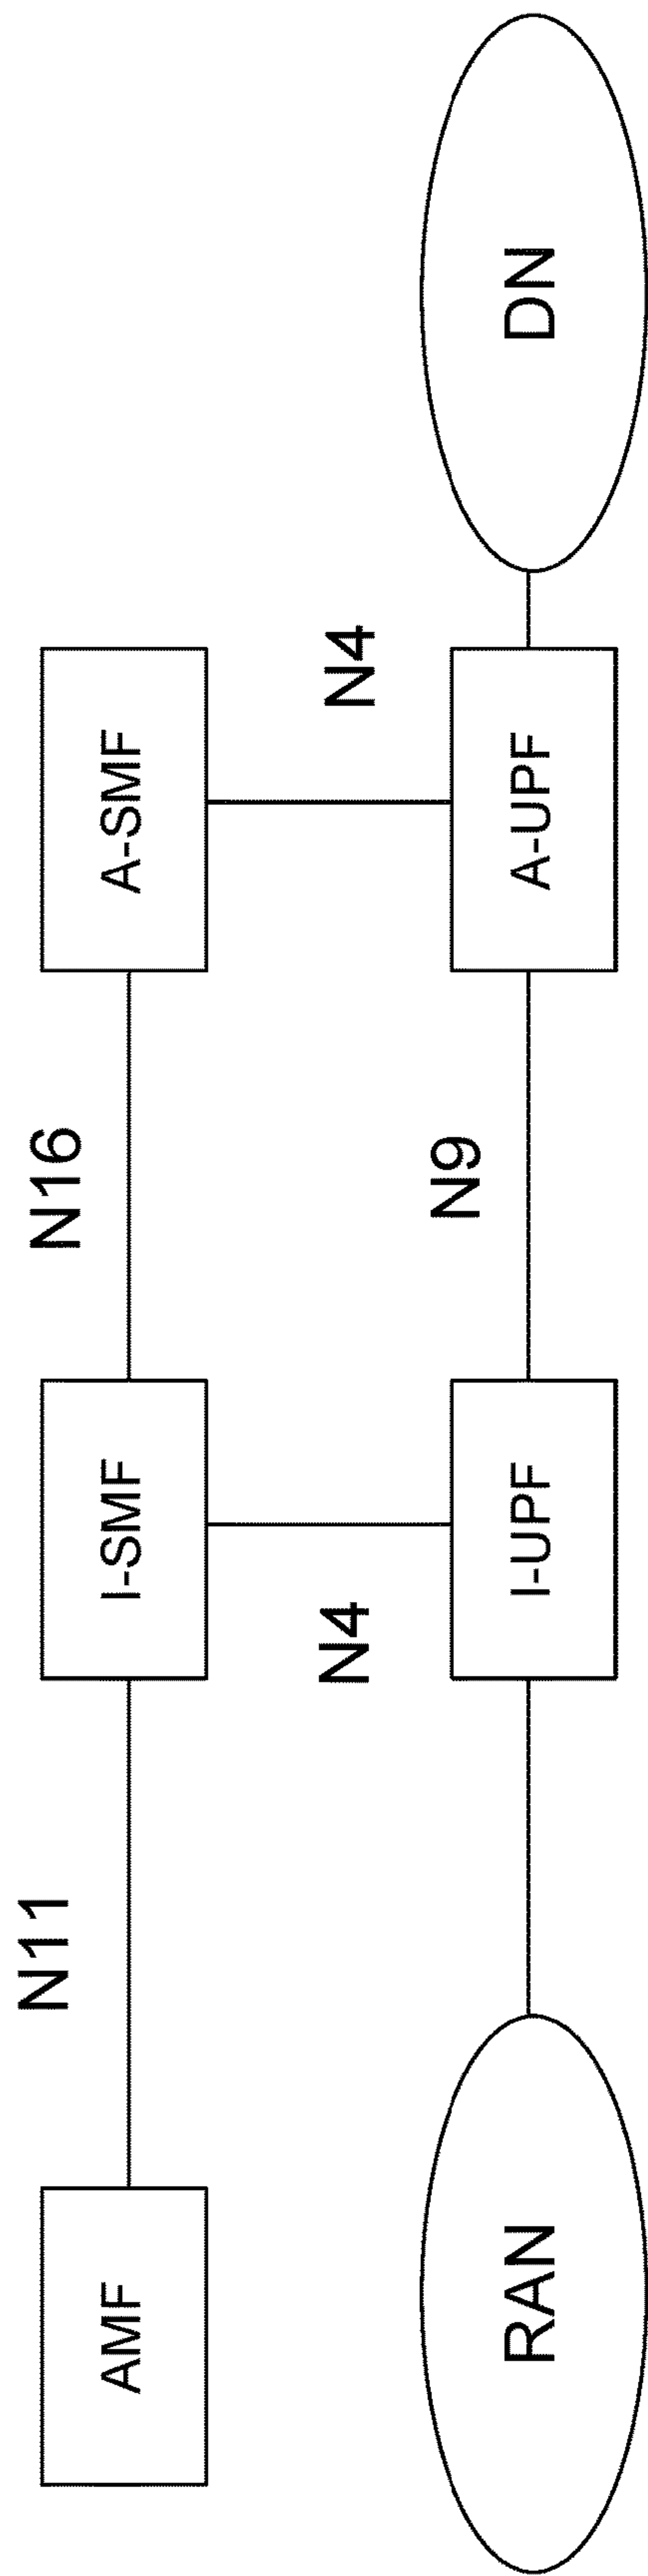 N11
N16
AMF
I-SMF
A-SMF
N4
N4
N9
RAN
I-UPF
A-UPF
DN